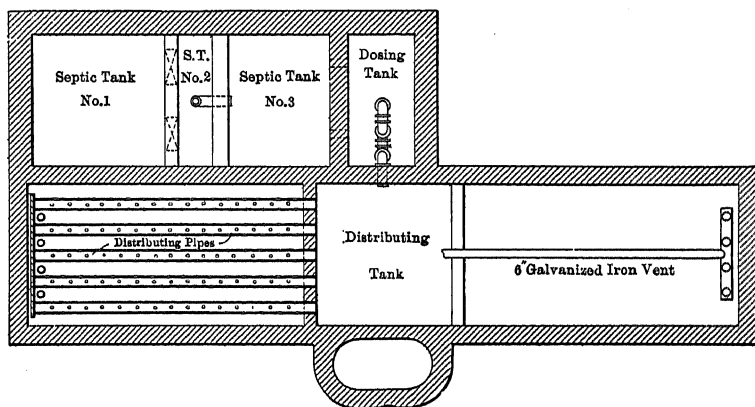 Septic Tank
No.1
S.T.
No.2
Septic Tank
No.3
Dosing
Tank
Distributing Pipes
Distributing
Tank
6" Galvanized Iron Vent